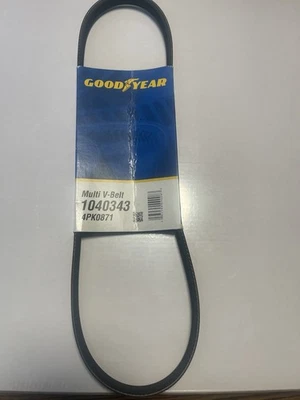 GOODYEAR
Multi V-Belt
1040343
4PK0871